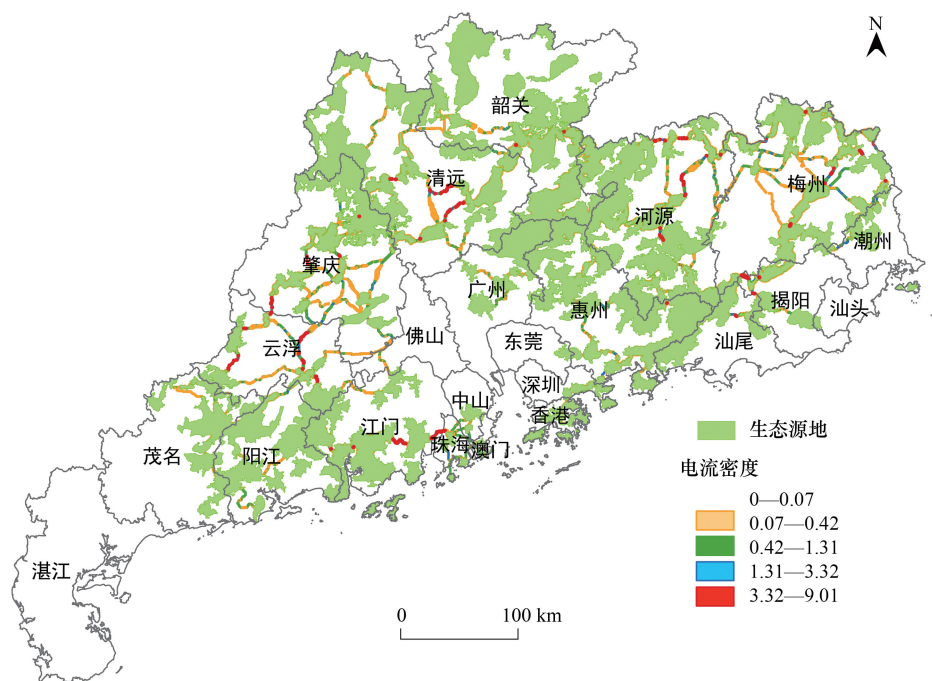 N
韶关
清远
梅州
河源
潮州
肇庆
广州
揭阳
惠州
汕头
云浮
佛山
东莞
汕尾
深圳
中山
香港
江门
珠海
澳门
茂名
阳江
湛江
生态源地
电流密度
0—0.07
0.07—0.42
0.42—1.31
1.31—3.32
3.32—9.01
0 100 km